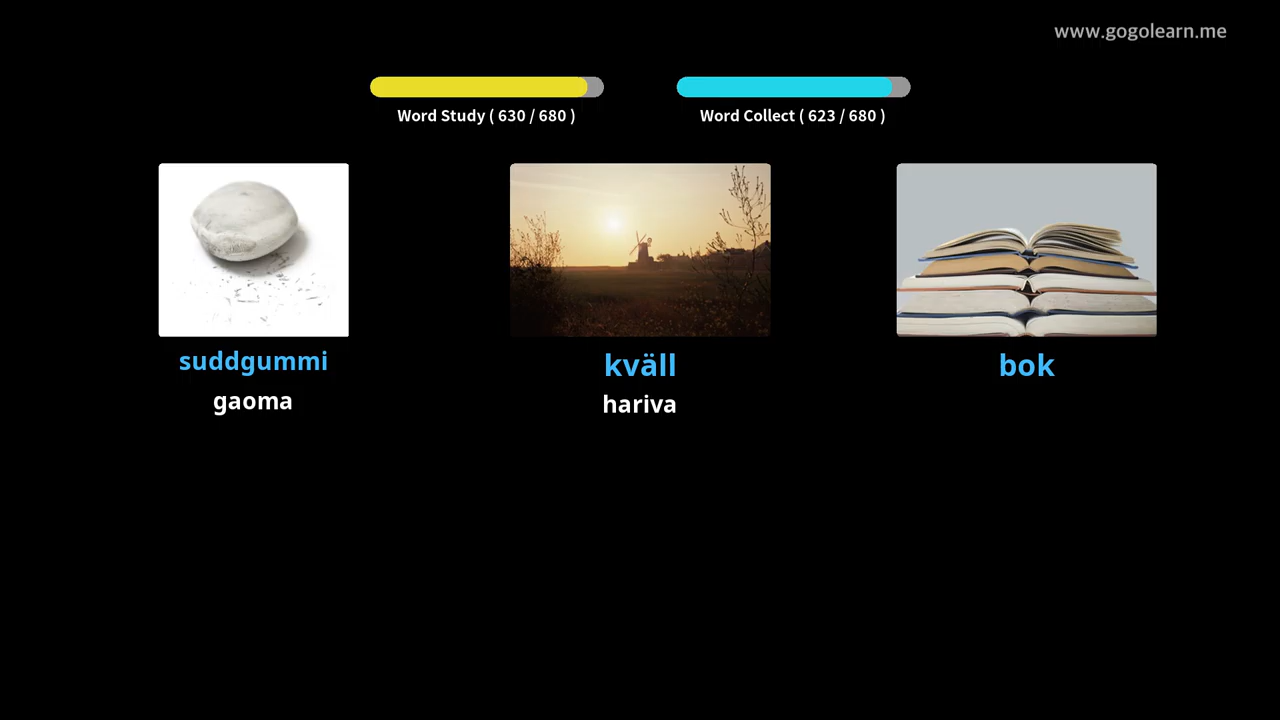 www.gogolearn.me
Word Study ( 630 / 680 )
Word Collect ( 623 / 680 )
suddgummi
kväll
bok
gaoma
hariva